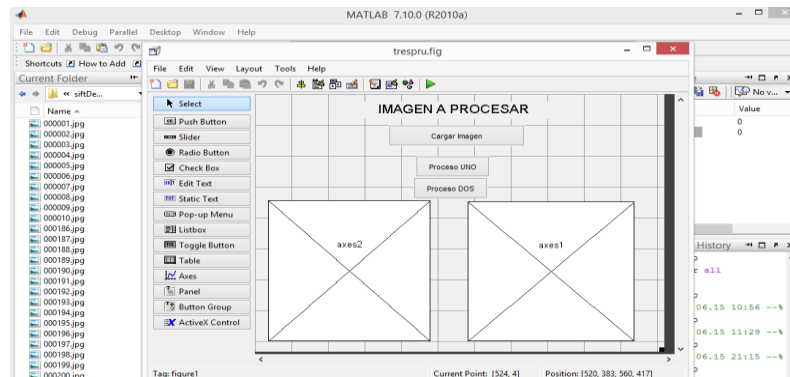 MATLAB 7.10.0 (R2010a)
File Edit Debug Parallel Desktop Window Help
Shortcuts How to Add
Current Folder
« siftDe...
Name
000001.jpg
000002.jpg
000003.jpg
000004.jpg
000005.jpg
000006.jpg
000007.jpg
000008.jpg
000009.jpg
000010.jpg
000186.jpg
000187.jpg
000188.jpg
000189.jpg
000190.jpg
000191.jpg
000192.jpg
000193.jpg
000194.jpg
000195.jpg
000196.jpg
000197.jpg
000198.jpg
000199.jpg
000200.jpg
trespru.fig
File Edit View Layout Tools Help
Select
Push Button
Slider
Radio Button
Check Box
Edit Text
Static Text
Pop-up Menu
Listbox
Toggle Button
Table
Axes
Panel
Button Group
ActiveX Control
IMAGEN A PROCESAR
Cargar Imagen
Proceso UNO
Proceso DOS
axes2
axes1
Tag: figure1
Current Point: [524, 4]
Position: [520, 383, 560, 417]
No v...
Value
0
0
History
all
06.15 10:56 --%
06.15 11:29 --%
06.15 21:15 --%